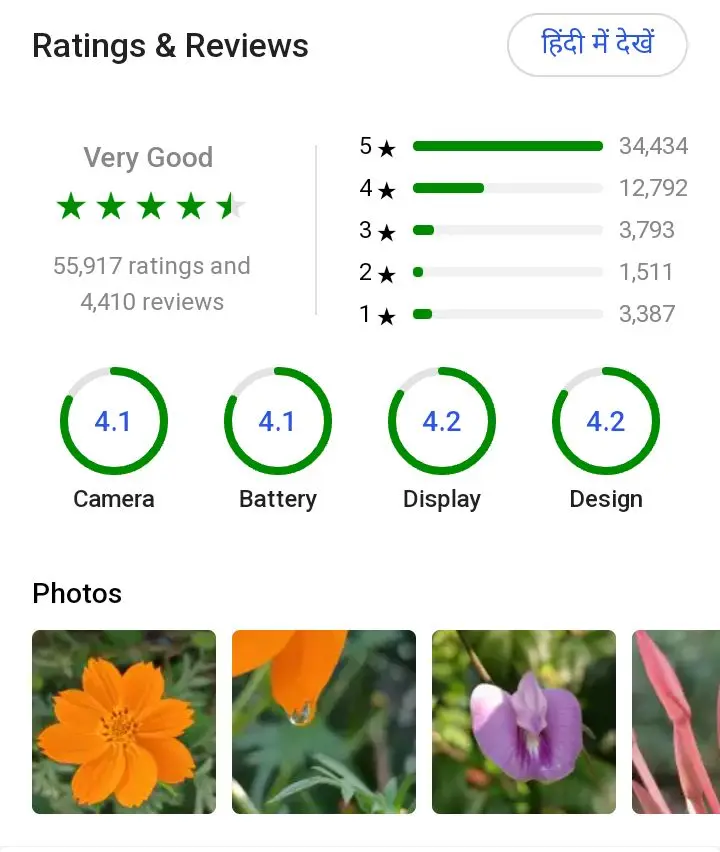 Ratings & Reviews
हिंदी में देखें
Very Good
55,917 ratings and
4,410 reviews
5 ★ 34,434
4 ★ 12,792
3 ★ 3,793
2 ★ 1,511
1 ★ 3,387
4.1 4.1 4.2 4.2
Camera Battery Display Design
Photos